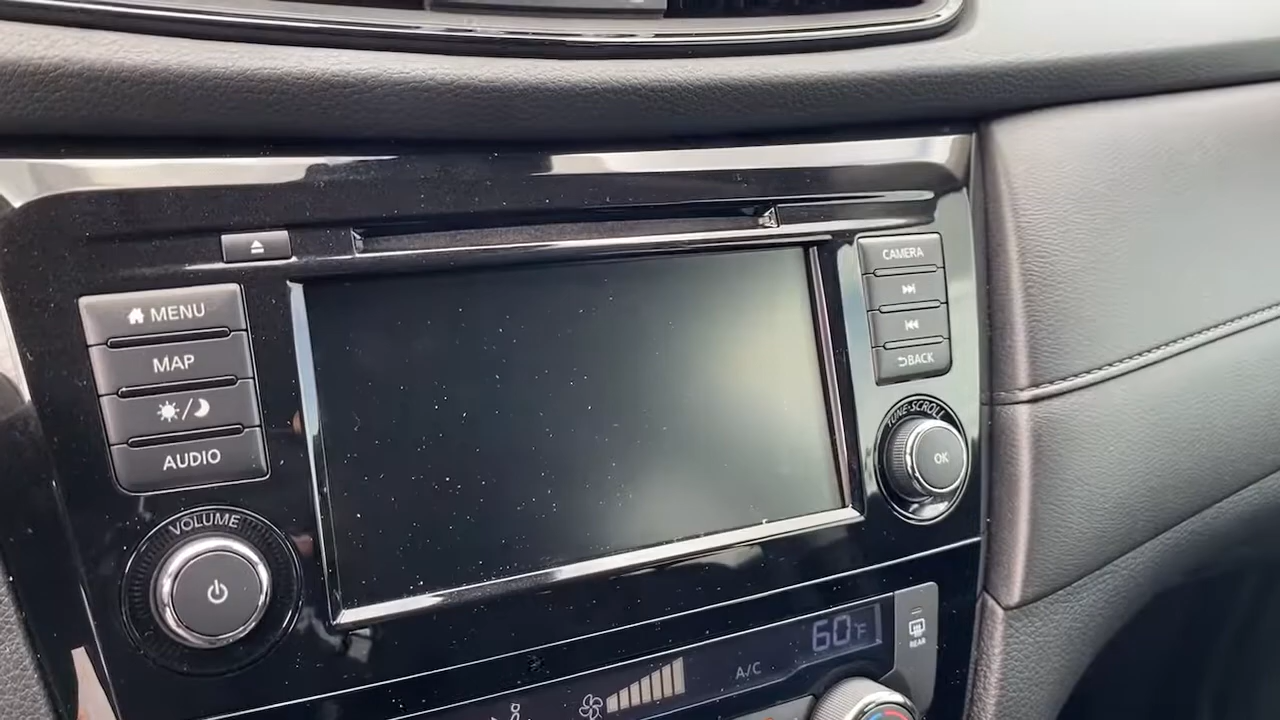 MENU
MAP
AUDIO
VOLUME
CAMERA
BACK
TUNE·SCROLL
OK
60°F
A/C
REAR